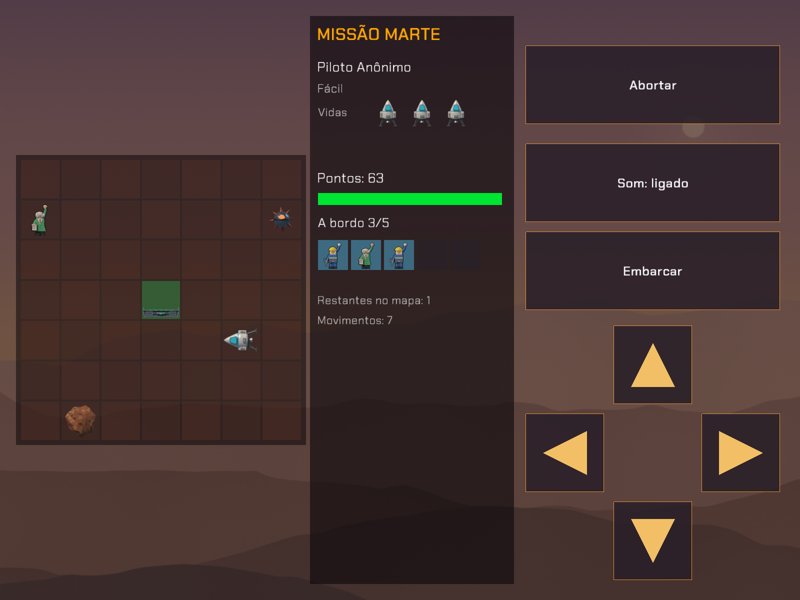 MISSÃO MARTE
Piloto Anônimo
Fácil
Vidas
Pontos: 63
A bordo 3/5
Restantes no mapa: 1
Movimentos: 7
Abortar
Som: ligado
Embarcar